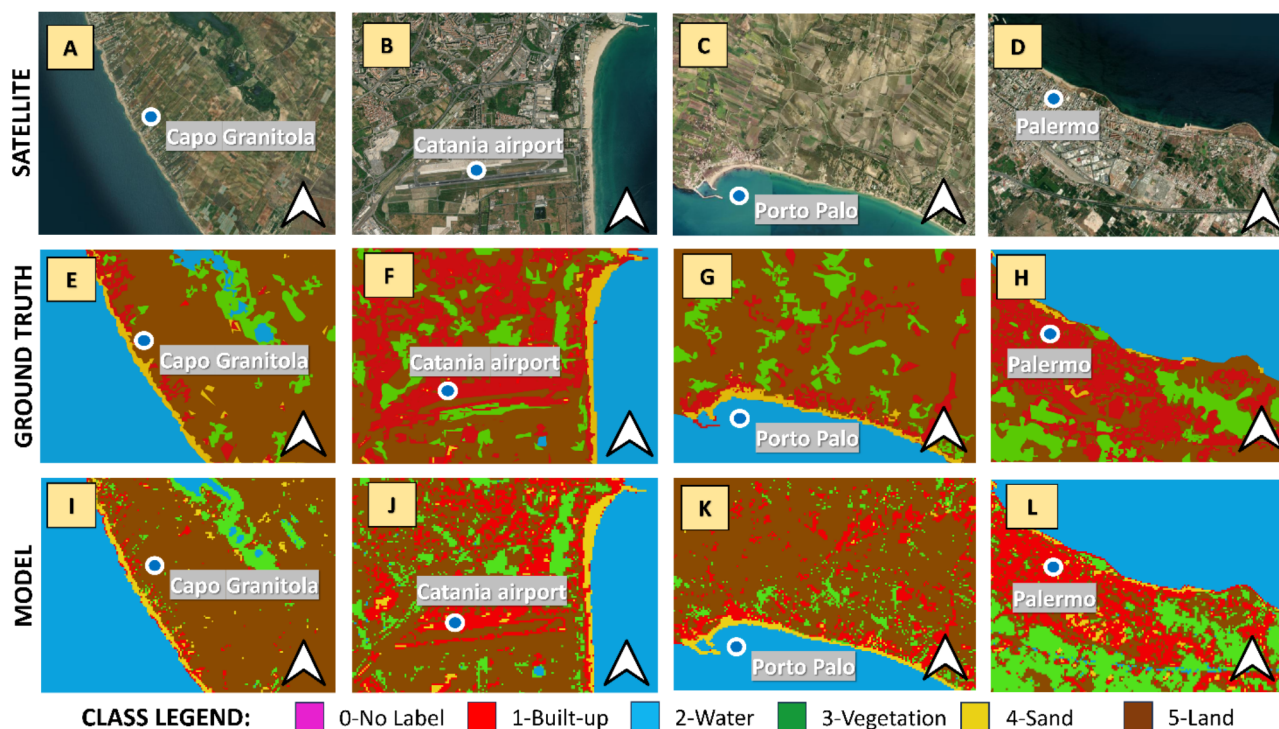 SATELLITE
A
B
C
D
Capo Granitola
Catania airport
Porto Palo
Palermo
GROUND TRUTH
E
F
G
H
Capo Granitola
Catania airport
Porto Palo
Palermo
MODEL
I
J
K
L
Capo Granitola
Catania airport
Porto Palo
Palermo
CLASS LEGEND: 0-No Label 1-Built-up 2-Water 3-Vegetation 4-Sand 5-Land